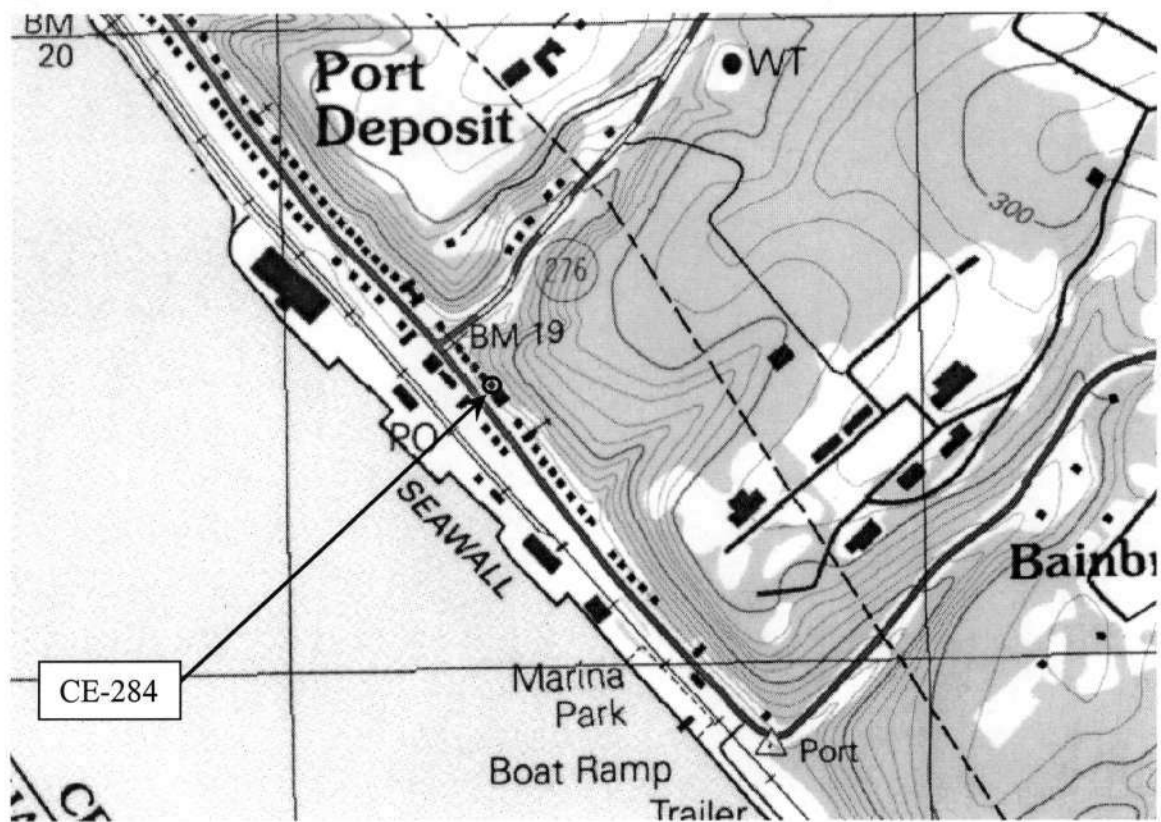 BM
20
Port
Deposit
WT
300
276
BM 19
PO
SEAWALL
Bainb
CE-284
Marina
Park
Port
Boat Ramp
Trailer